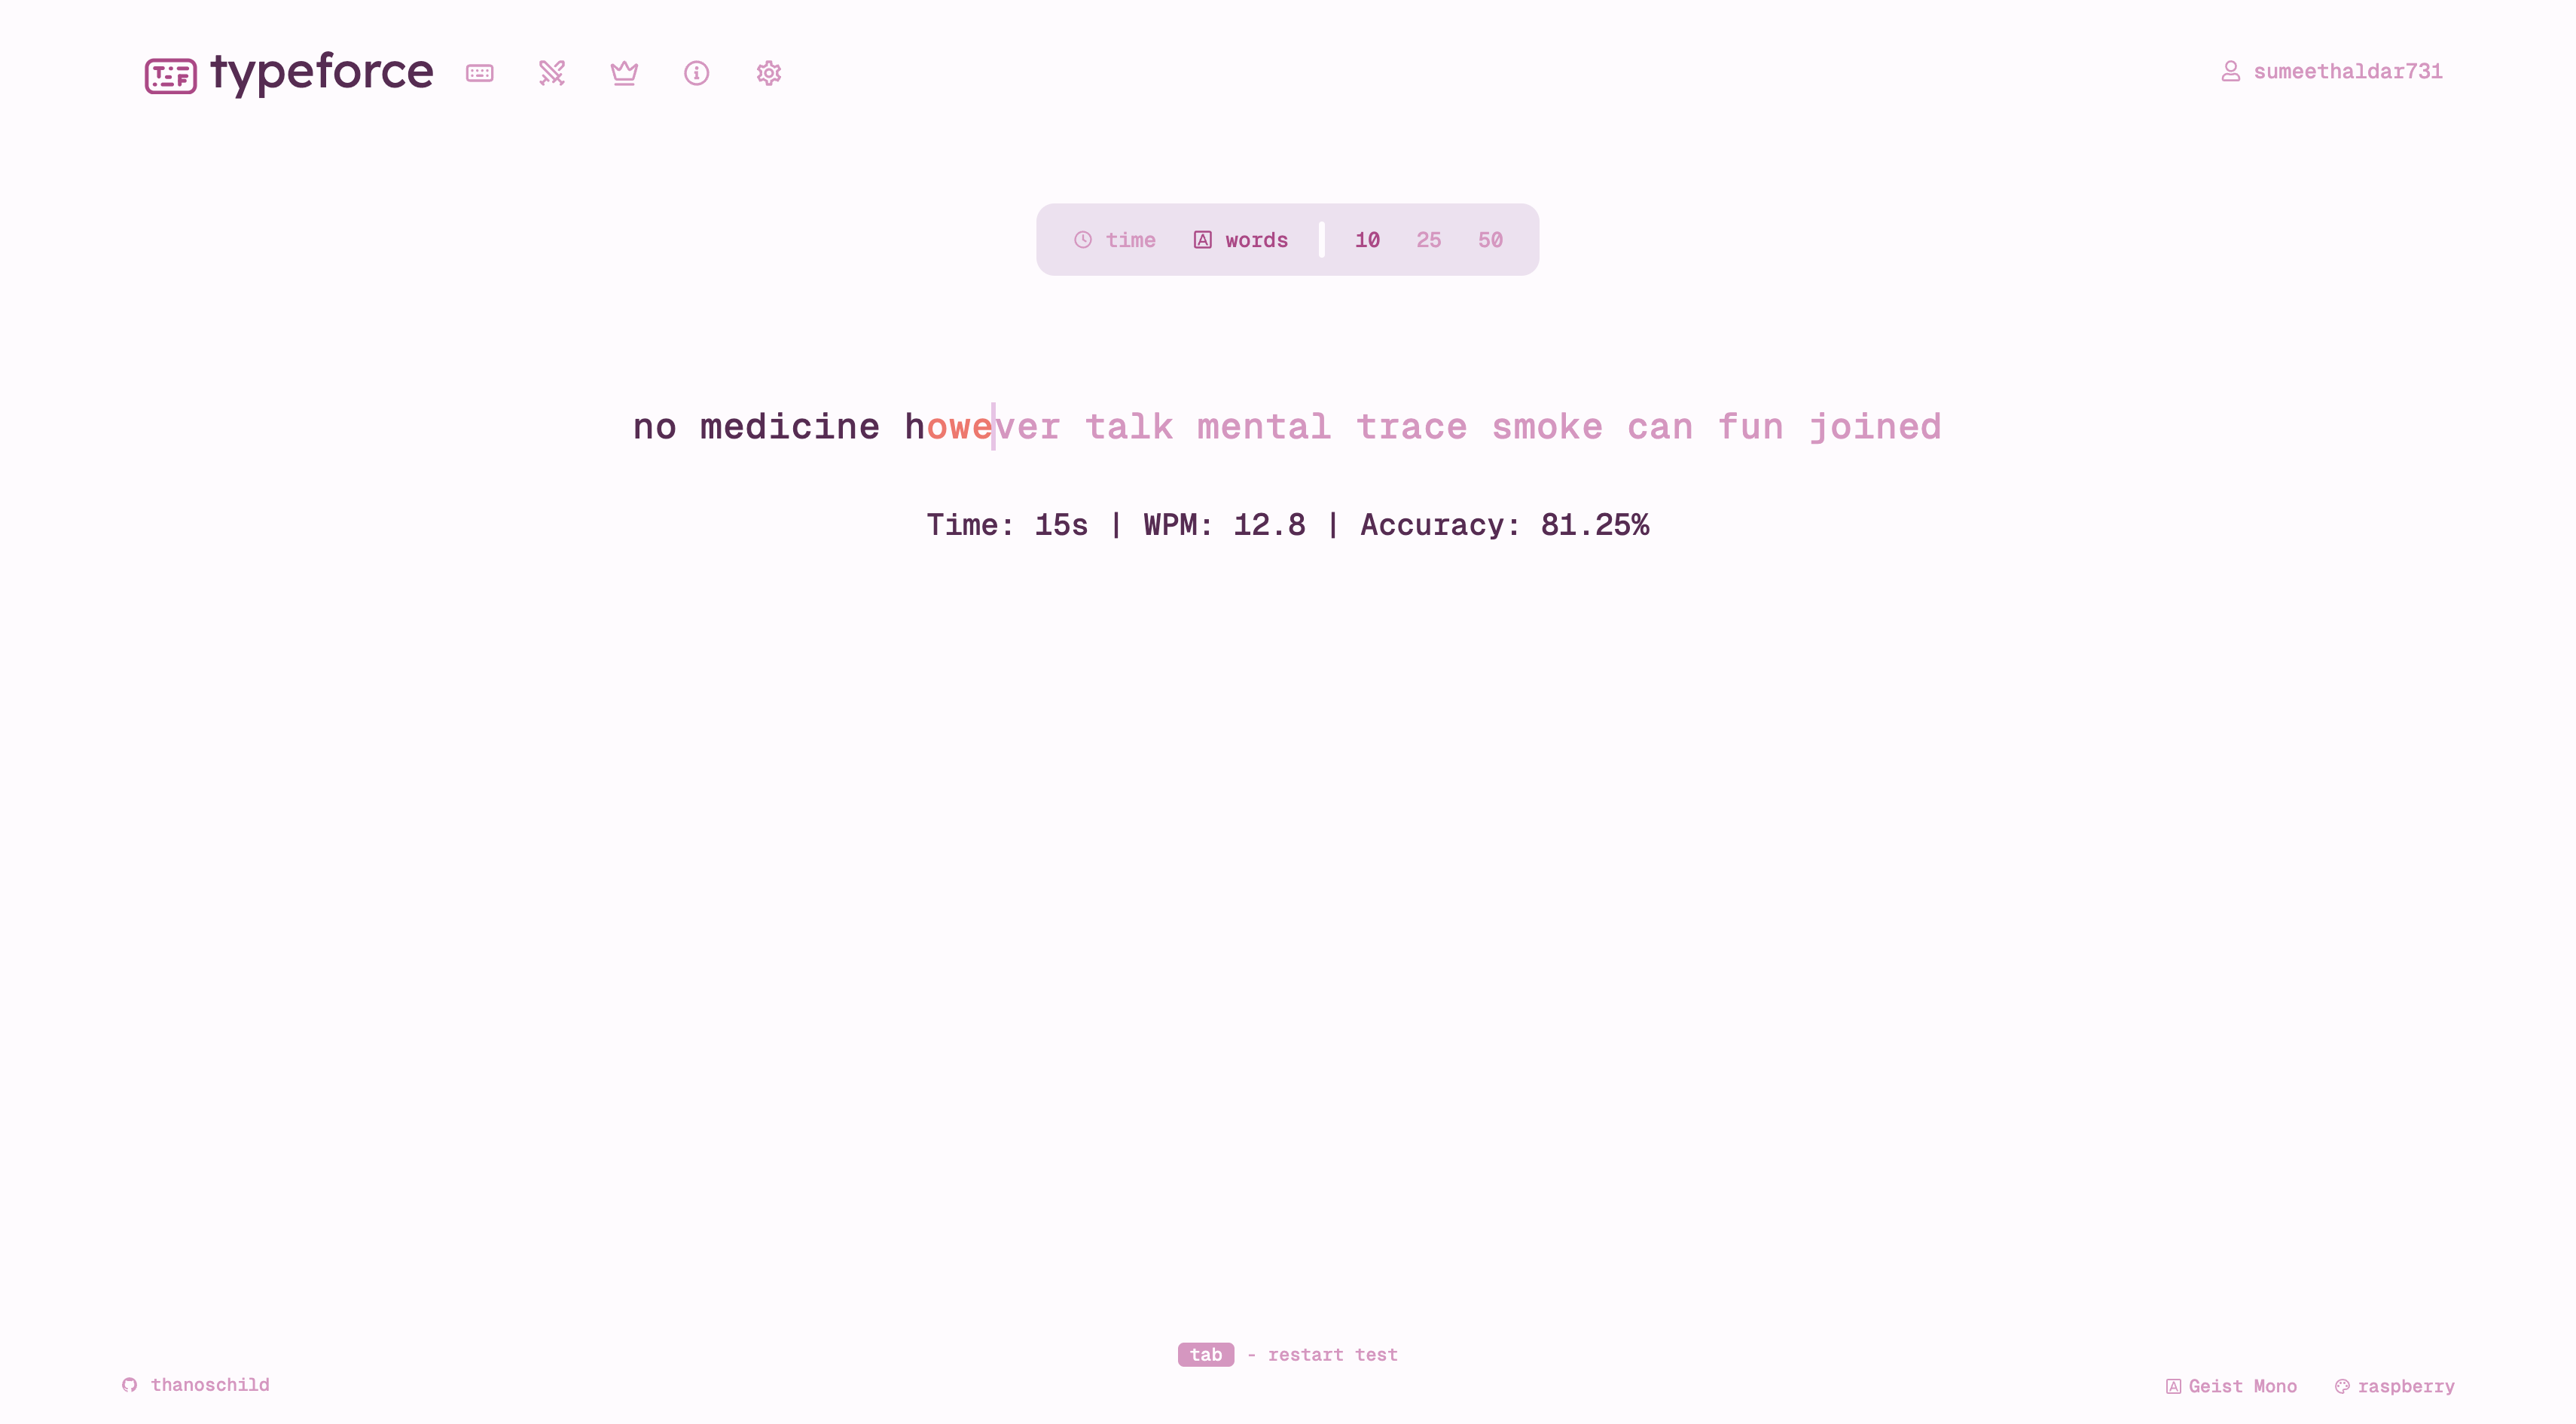 typeforce
sumeethaldar731
time words 10 25 50
no medicine however talk mental trace smoke can fun joined
Time: 15s | WPM: 12.8 | Accuracy: 81.25%
tab - restart test
thanoschild
Geist Mono raspberry